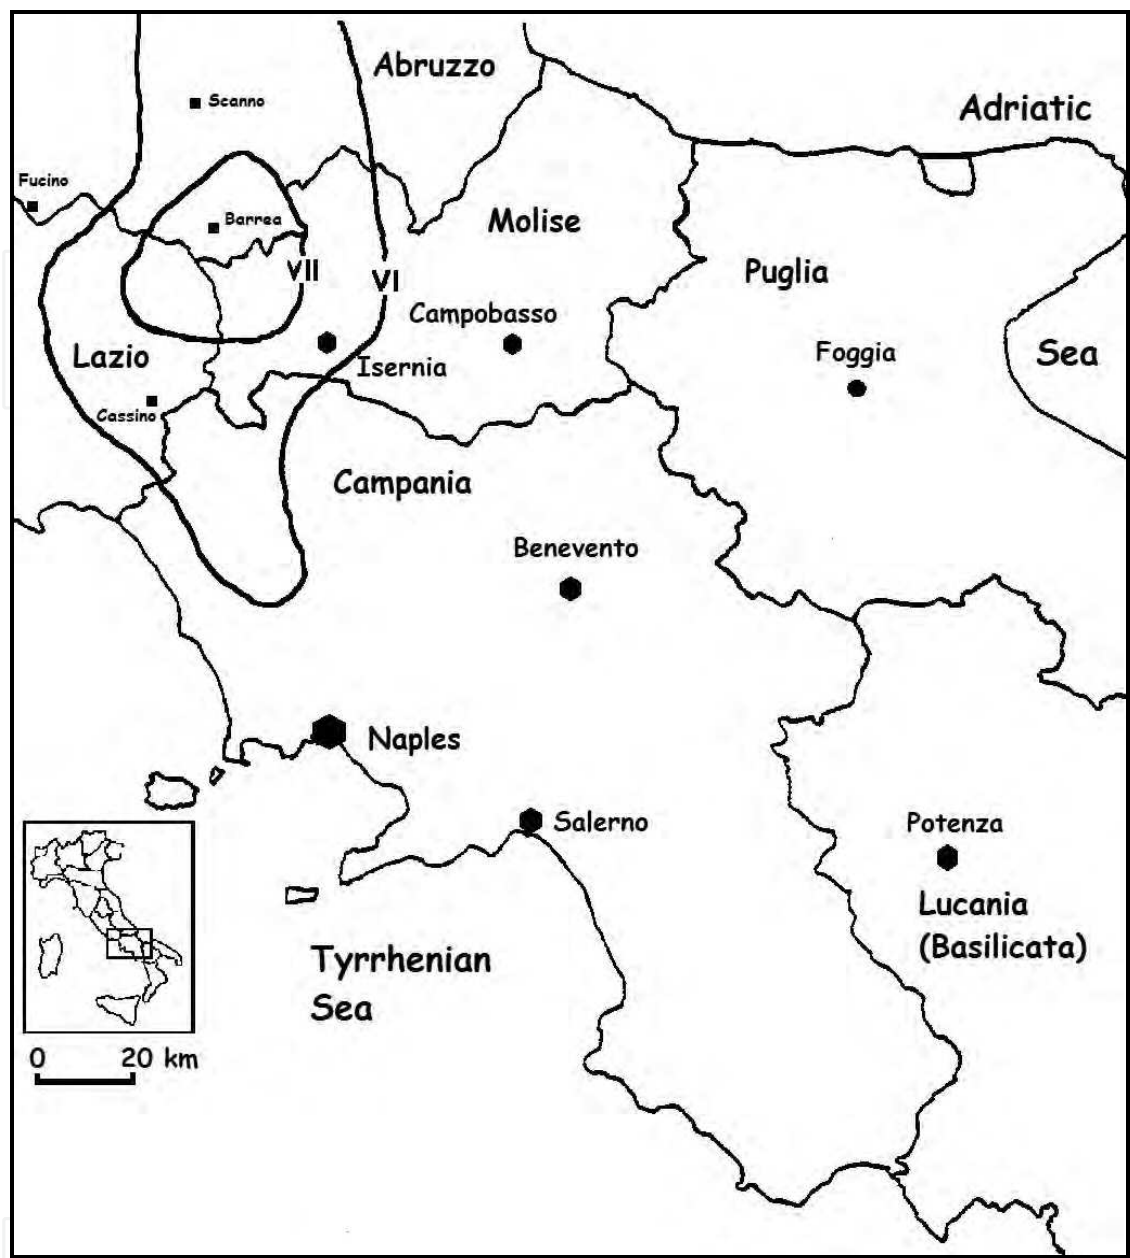 Abruzzo
Scanno
Adriatic
Fucino
Barrea
Molise
VII
VI
Puglia
Campobasso
Lazio
Isernia
Foggia
Sea
Cassino
Campania
Benevento
Naples
Salerno
Potenza
Lucania
(Basilicata)
Tyrrhenian
Sea
0 20 km